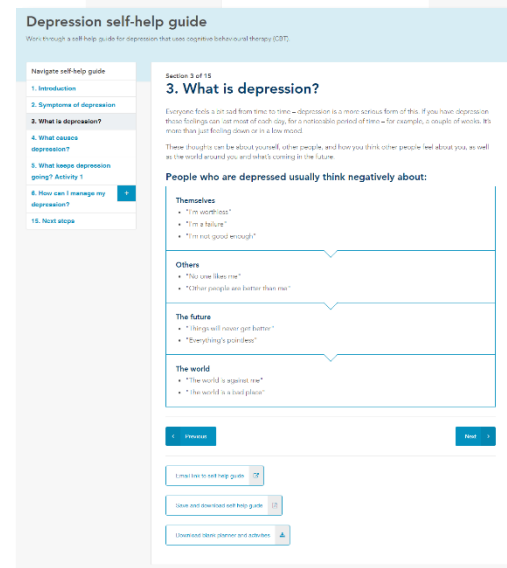 Depression self-help guide
Work through a self-help guide for depression that uses cognitive behavioural therapy (CBT).
Navigate self-help guide
1. Introduction
2. Symptoms of depression
3. What is depression?
4. What causes
depression?
5. What keeps depression
going? Activity 1
6. How can I manage my
depression?
+
15. Next steps
Section 3 of 15
3. What is depression?
Everyone feels a bit sad from time to time – depression is a more serious form of this. If you have depression
these feelings can last most of each day, for a noticeable period of time – for example, a couple of weeks. It's
more than just feeling down or in a low mood.
These thoughts can be about yourself, other people, and how you think other people feel about you, as well
as the world around you and what's coming in the future.
People who are depressed usually think negatively about:
Themselves
• "I'm worthless"
• "I'm a failure"
• "I'm not good enough"
Others
• "No one likes me"
• "Other people are better than me"
The future
• "Things will never get better"
• "Everything's pointless"
The world
• "The world is against me"
• "The world is a bad place"
‹ Previous
Next ›
Email link to self-help guide
Save and download self-help guide
Download blank planner and activities